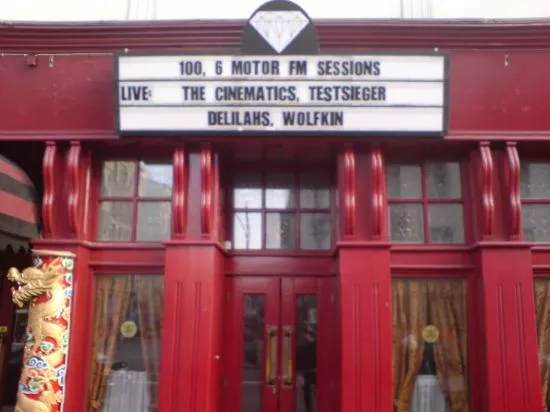 100, 6 MOTOR FM SESSIONS
LIVE: THE CINEMATICS, TESTSIEGER
DELILAHS, WOLFKIN